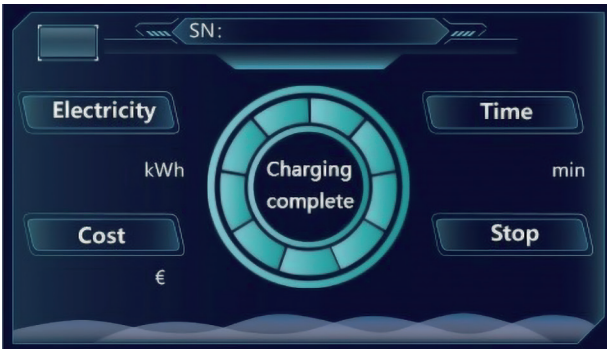 SN:
Electricity
Time
kWh
Charging
complete
min
Cost
Stop
€